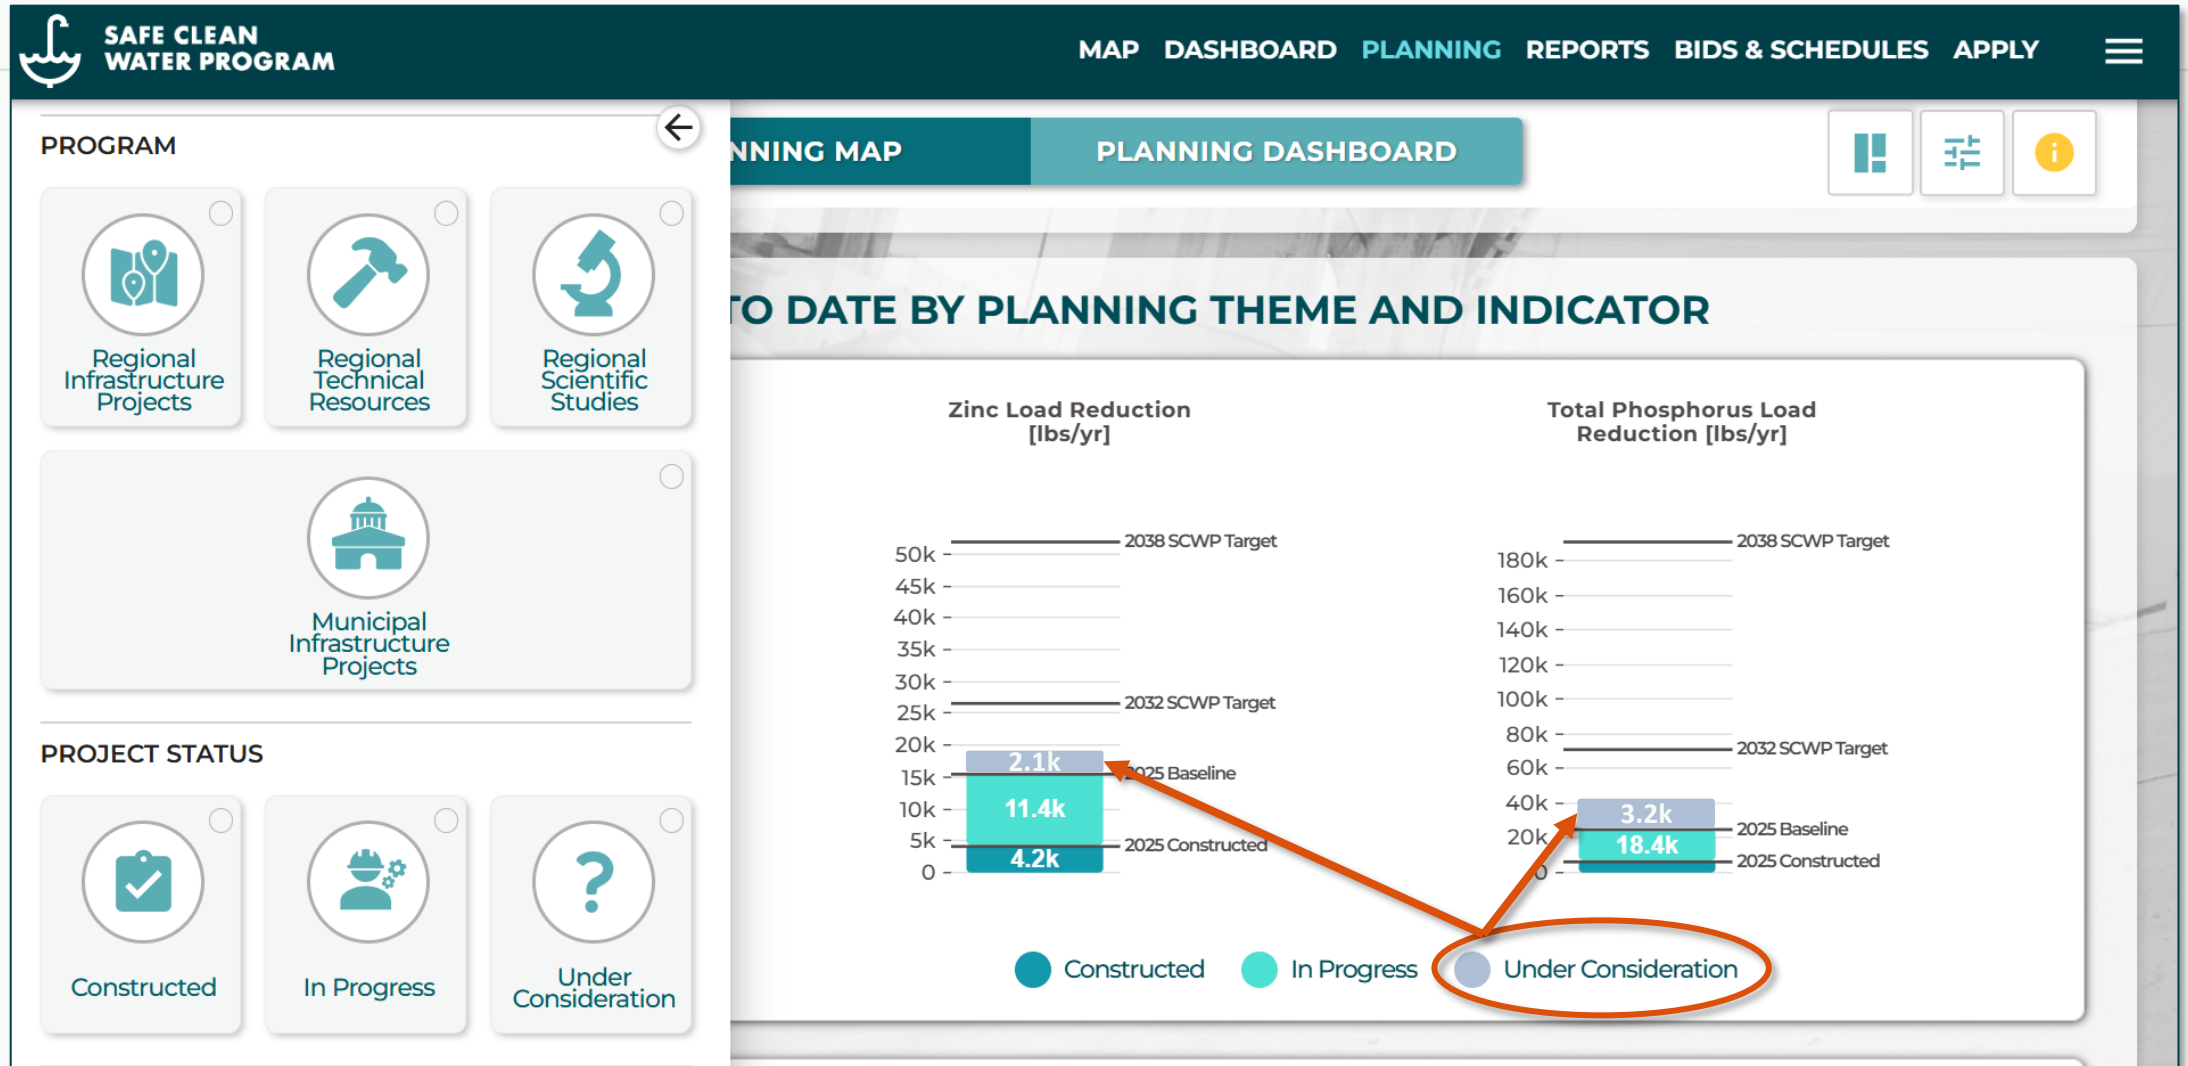 SAFE CLEAN
WATER PROGRAM
MAP DASHBOARD PLANNING REPORTS BIDS & SCHEDULES APPLY
PROGRAM
Regional
Infrastructure
Projects
Regional
Technical
Resources
Regional
Scientific
Studies
Municipal
Infrastructure
Projects
PROJECT STATUS
Constructed
In Progress
Under
Consideration
NNING MAP
PLANNING DASHBOARD
i
TO DATE BY PLANNING THEME AND INDICATOR
Zinc Load Reduction
[lbs/yr]
50k
45k
40k
35k
30k
25k
20k
15k
10k
5k
0
2038 SCWP Target
2032 SCWP Target
2025 Baseline
2025 Constructed
2.1k
11.4k
4.2k
Total Phosphorus Load
Reduction [lbs/yr]
180k
160k
140k
120k
100k
80k
60k
40k
20k
0
2038 SCWP Target
2032 SCWP Target
2025 Baseline
2025 Constructed
3.2k
18.4k
Constructed
In Progress
Under Consideration